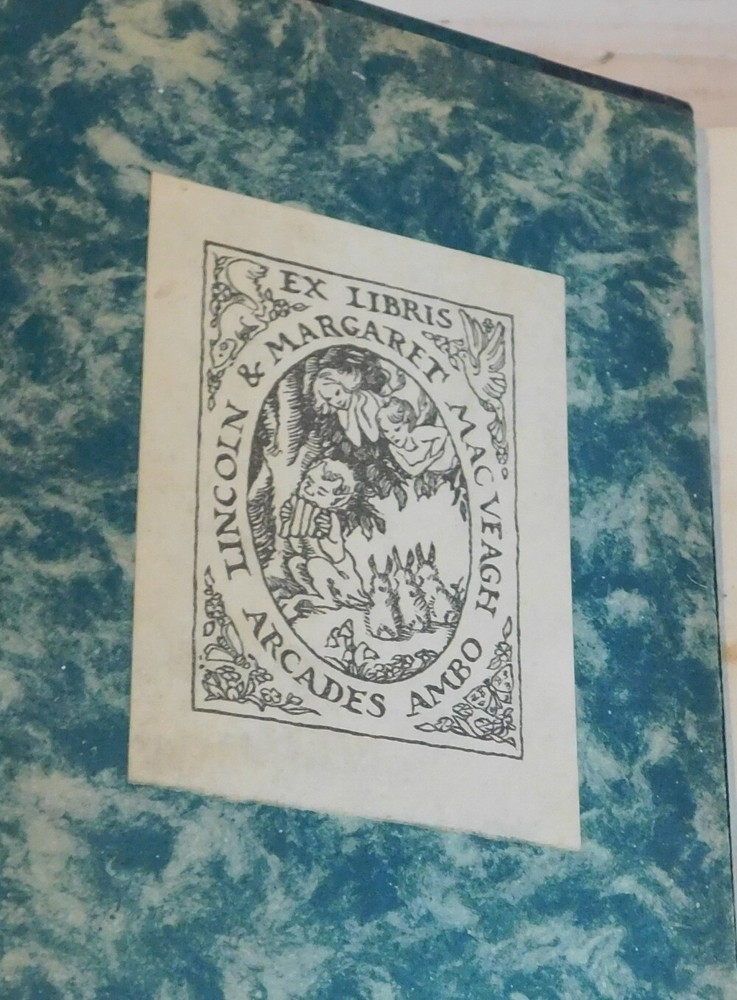 EX LIBRIS
LINCOLN & MARGARET MAC VEAGH
ARCADES AMBO